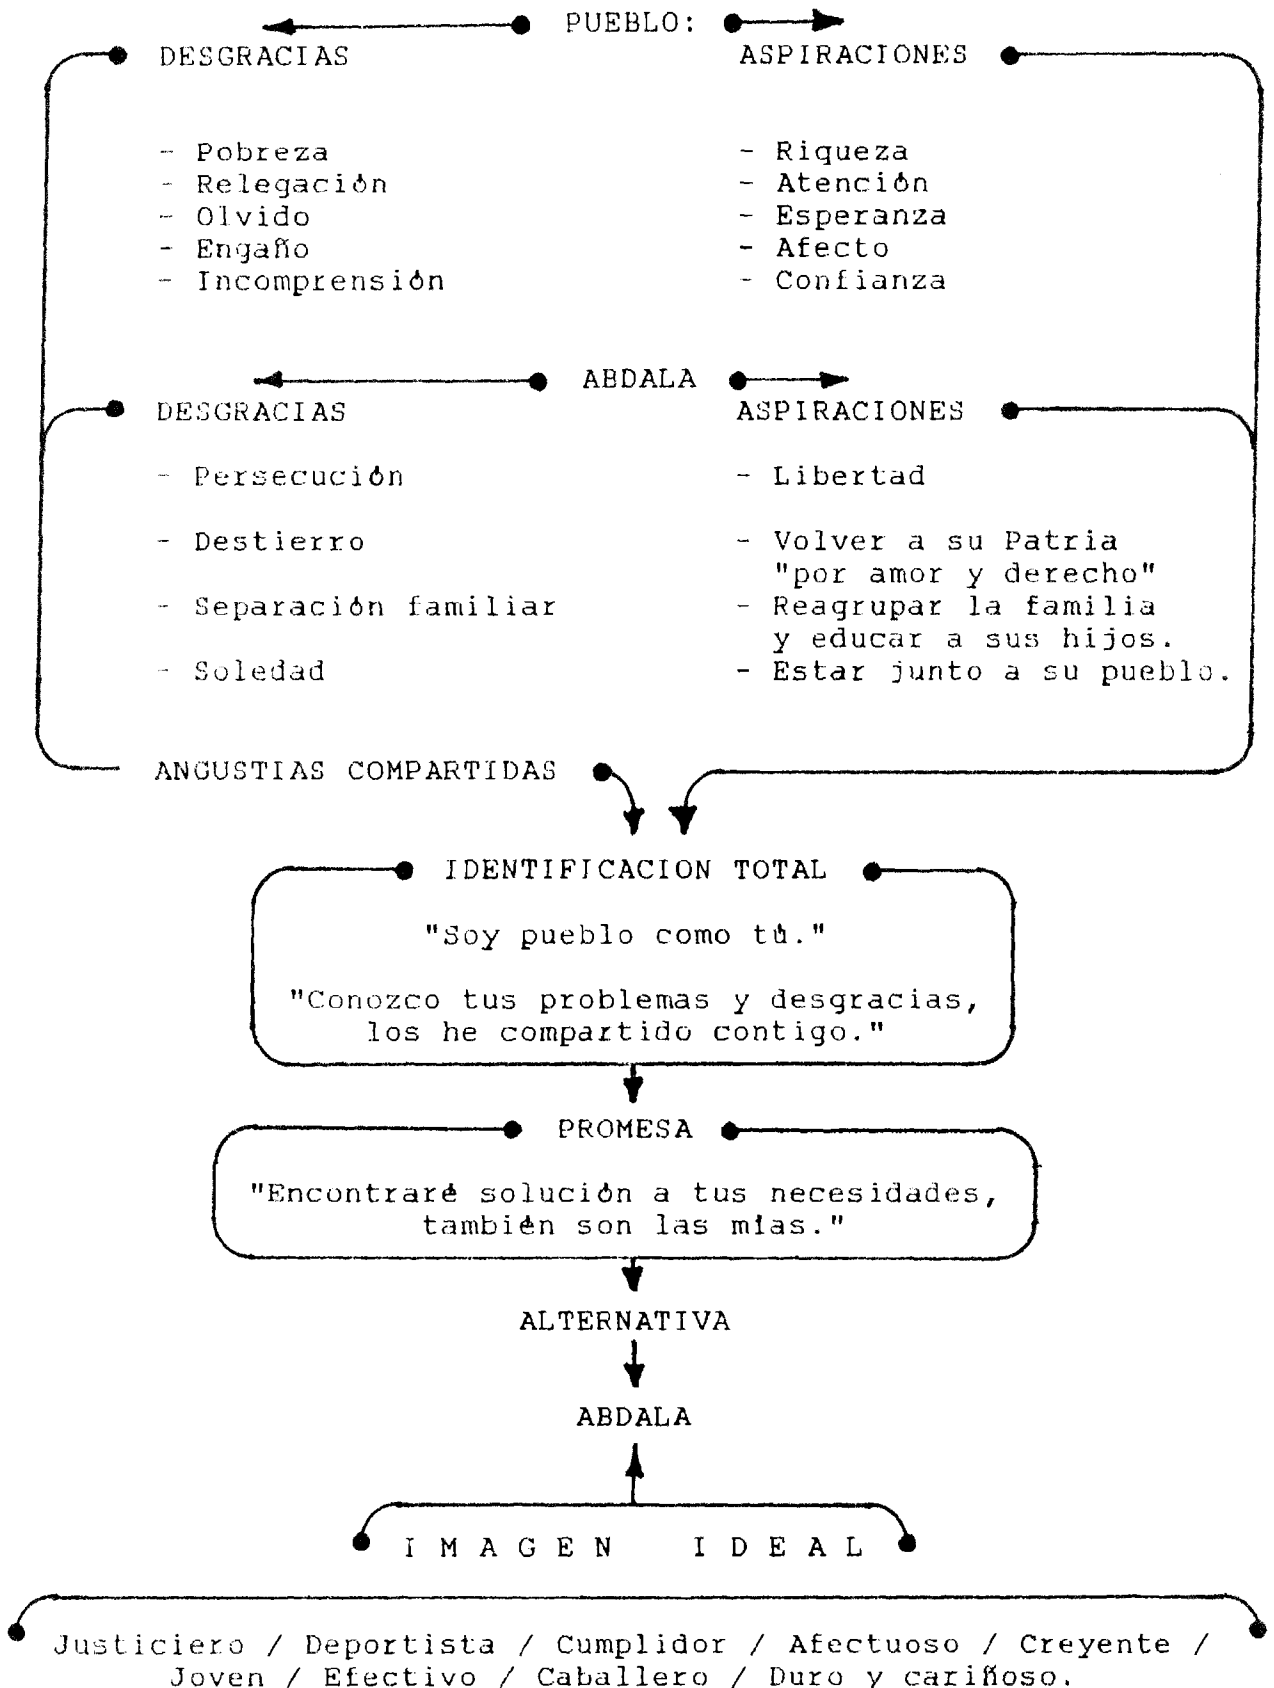 PUEBLO:
DESGRACIAS ASPIRACIONES
- Pobreza - Riqueza
- Relegación - Atención
- Olvido - Esperanza
- Engaño - Afecto
- Incomprensión - Confianza
ABDALA
DESGRACIAS ASPIRACIONES
- Persecución - Libertad
- Destierro - Volver a su Patria
"por amor y derecho"
- Separación familiar - Reagrupar la familia
y educar a sus hijos.
- Soledad - Estar junto a su pueblo.
ANGUSTIAS COMPARTIDAS
IDENTIFICACION TOTAL
"Soy pueblo como tú."
"Conozco tus problemas y desgracias,
los he compartido contigo."
PROMESA
"Encontraré solución a tus necesidades,
también son las mías."
ALTERNATIVA
ABDALA
IMAGEN IDEAL
Justiciero / Deportista / Cumplidor / Afectuoso / Creyente /
Joven / Efectivo / Caballero / Duro y cariñoso.